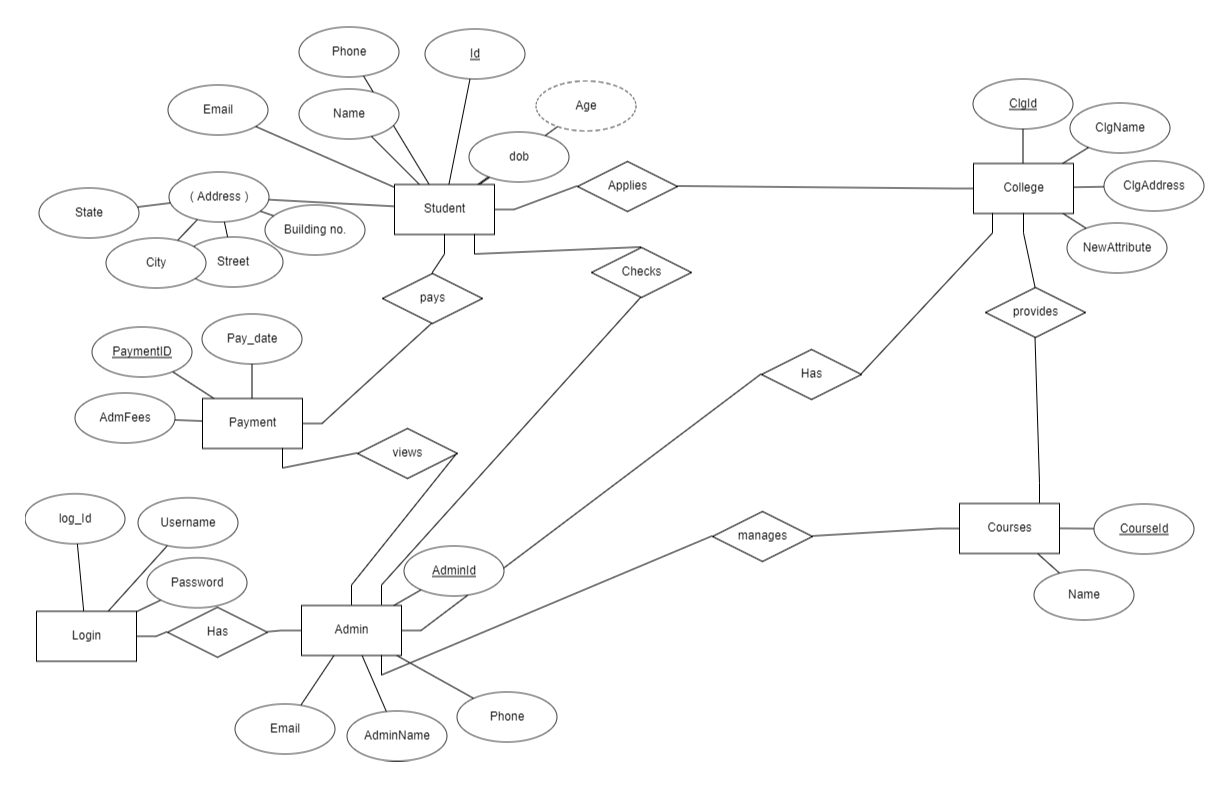 Phone
Id
Age
Email
Name
ClgId
ClgName
dob
Applies
College
ClgAddress
( Address )
State
Student
Building no.
NewAttribute
City
Street
Checks
pays
provides
PaymentID
Pay_date
Has
AdmFees
Payment
views
log_Id
Username
manages
Courses
CourseId
Password
AdminId
Name
Login
Has
Admin
Email
AdminName
Phone